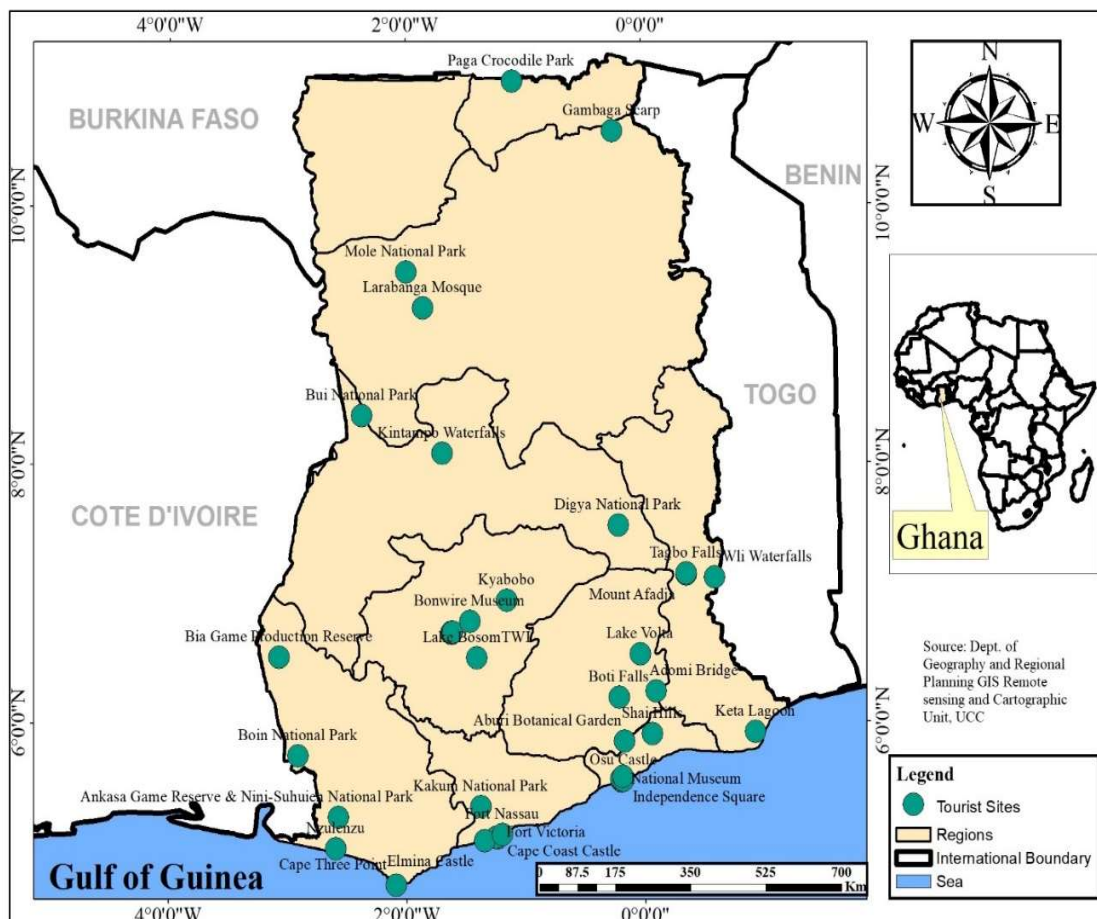 4°0'0"W
2°0'0"W
0°0'0"
Paga Crocodile Park
BURKINA FASO
Gambaga Scarp
N
W
E
S
BENIN
10°0'0"N
10°0'0"N
Mole National Park
Larabanga Mosque
Bui National Park
Kintampo Waterfalls
TOGO
8°0'0"N
8°0'0"N
COTE D'IVOIRE
Digya National Park
Ghana
Tagbo Falls
Wli Waterfalls
Kyabobo
Mount Afadja
Bonwire Museum
Bia Game Production Reserve
Lake BosomTWI
Lake Volta
Boti Falls
Adomi Bridge
Source: Dept. of
Geography and Regional
Planning GIS Remote
sensing and Cartographic
Unit, UCC
Aburi Botanical Garden
Shai Hills
Keta Lagoon
6°0'0"N
6°0'0"N
Boin National Park
Osu Castle
National Museum
Kakum National Park
Independence Square
Ankasa Game Reserve & Nini-Suhuien National Park
Fort Nassau
Nzulenzu
Fort Victoria
Cape Coast Castle
Cape Three Point
Elmina Castle
Gulf of Guinea
0 87.5 175 350 525 700
Km
Legend
Tourist Sites
Regions
International Boundary
Sea
4°0'0"W
2°0'0"W
0°0'0"